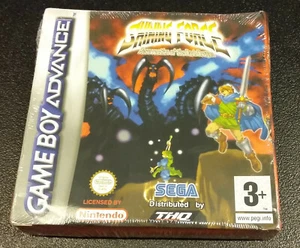 GAME BOY ADVANCE
SHINING FORCE
LICENSED BY
Nintendo
SEGA
Distributed by
THQ
3+
www.pegi.info